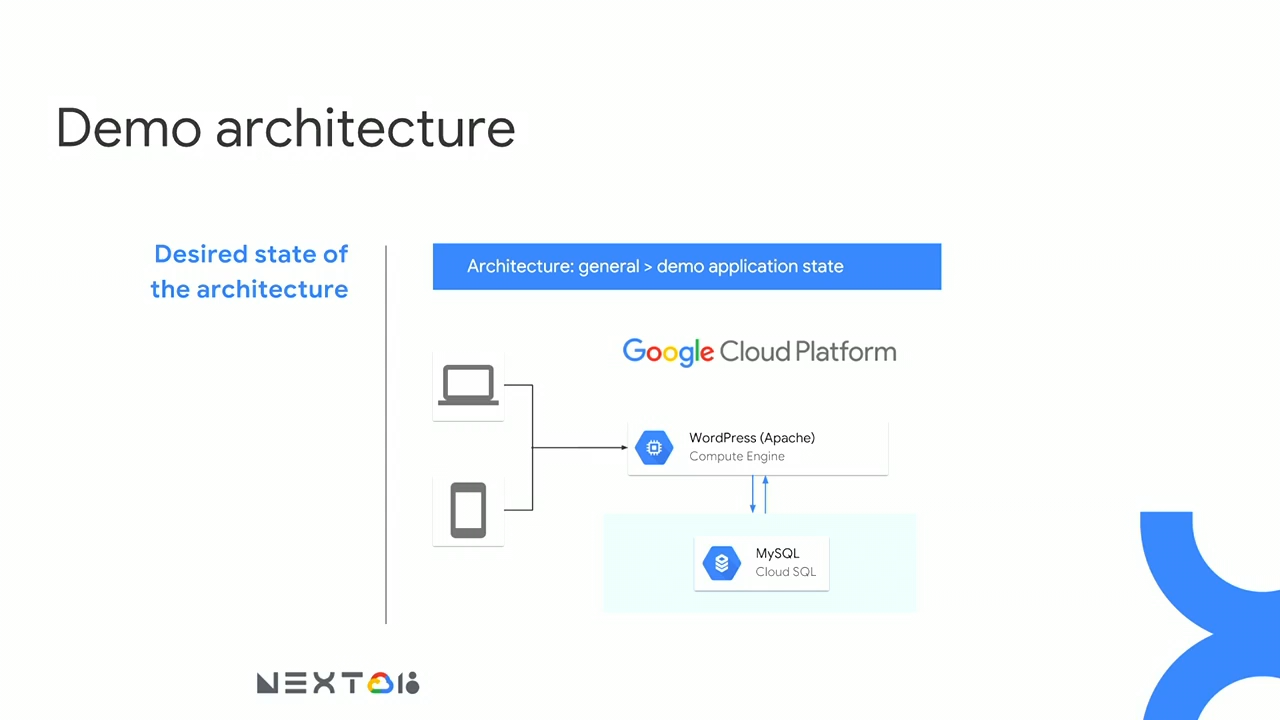 Demo architecture
Desired state of
the architecture
Architecture: general > demo application state
Google Cloud Platform
WordPress (Apache)
Compute Engine
MySQL
Cloud SQL
NEXT 18